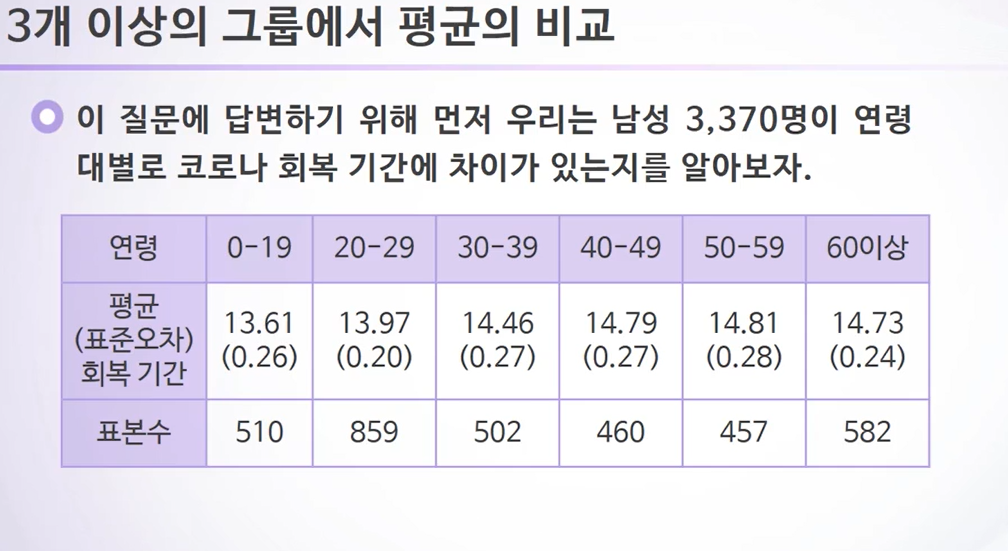 3개 이상의 그룹에서 평균의 비교
이 질문에 답변하기 위해 먼저 우리는 남성 3,370명이 연령
대별로 코로나 회복 기간에 차이가 있는지를 알아보자.
연령 0-19 20-29 30-39 40-49 50-59 60이상
평균
(표준오차)
회복 기간
13.61 13.97 14.46 14.79 14.81 14.73
(0.26) (0.20) (0.27) (0.27) (0.28) (0.24)
표본수 510 859 502 460 457 582